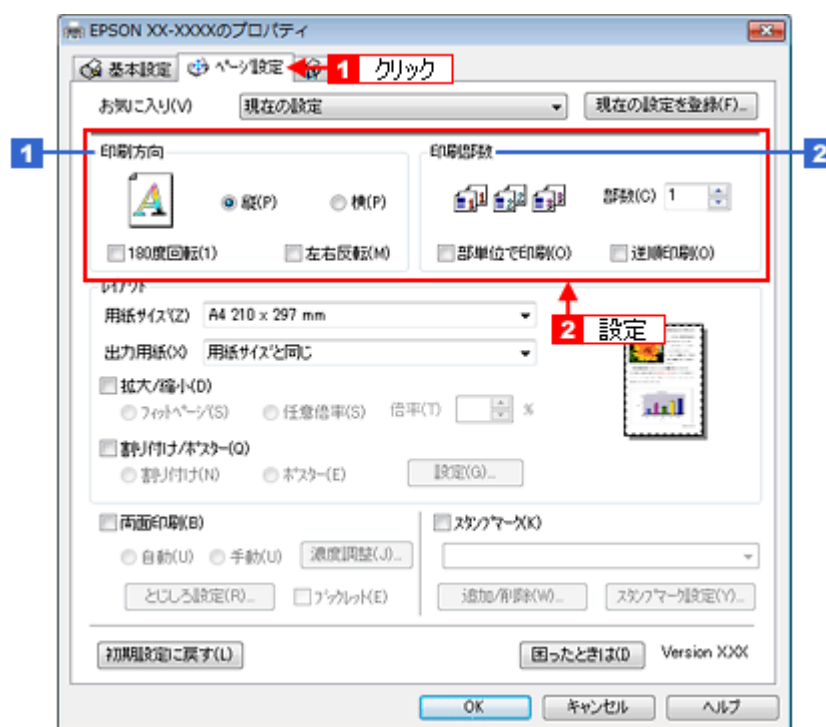 EPSON XX-XXXXのプロパティ
基本設定 ページ設定 1 クリック
お気に入り(V) 現在の設定 現在の設定を登録(F)...
1 印刷方向 印刷部数 2
縦(P) 横(P) 部数(C) 1
180度回転(1) 左右反転(M) 部単位で印刷(O) 逆順印刷(O)
レイアウト
2 設定
用紙サイズ(Z) A4 210 x 297 mm
出力用紙(X) 用紙サイズと同じ
拡大/縮小(D)
フィットページ(S) 任意倍率(S) 倍率(T) %
割り付け/ポスター(Q)
割り付け(N) ポスター(E) 設定(G)...
両面印刷(B) スタンプマーク(K)
自動(U) 手動(U) 濃度調整(J)...
とじしろ設定(R)... ブックレット(E) 追加/削除(W)... スタンプマーク設定(Y)...
初期設定に戻す(L) 困ったときは(I) Version X.XX
OK キャンセル ヘルプ